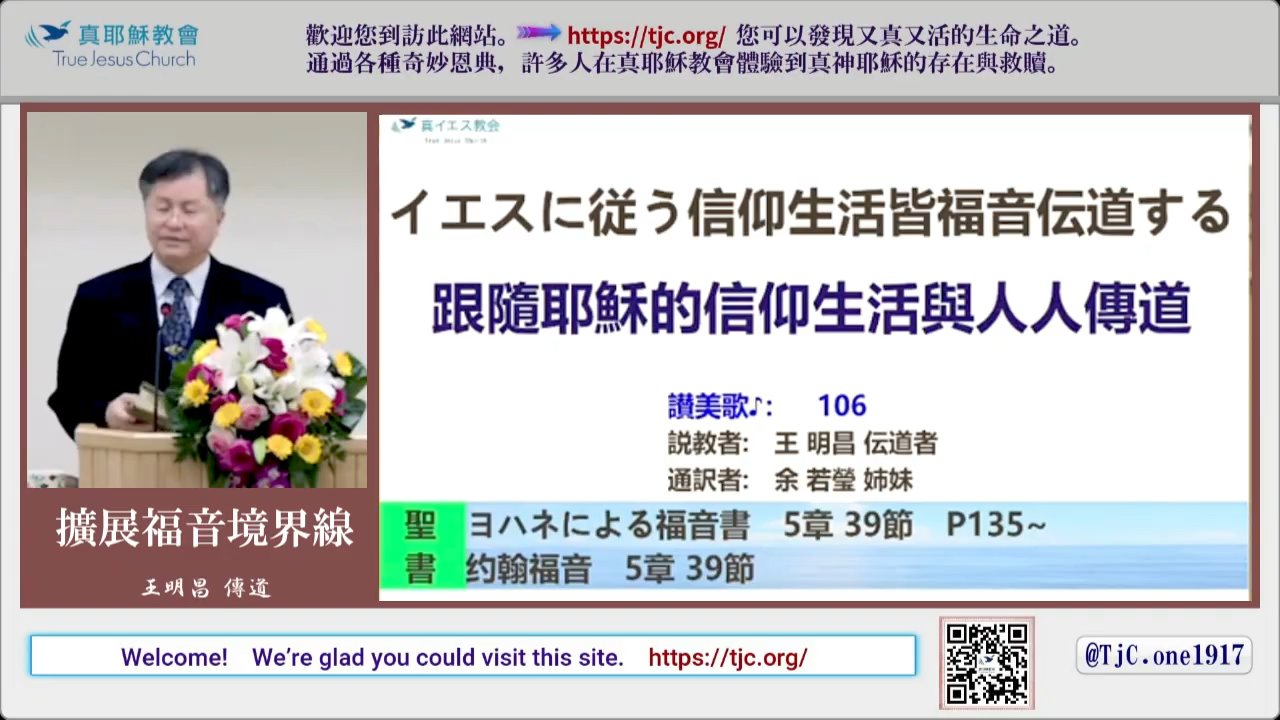 真耶穌教會
True Jesus Church
歡迎您到訪此網站。 https://tjc.org/ 您可以發現又真又活的生命之道。
通過各種奇妙恩典，許多人在真耶穌教會體驗到真神耶穌的存在與救贖。
真イエス教会
True Jesus Church
イエスに従う信仰生活皆福音伝道する
跟隨耶穌的信仰生活與人人傳道
讃美歌♪: 106
説教者: 王 明昌 伝道者
通訳者: 余 若瑩 姉妹
聖 ヨハネによる福音書 5章 39節 P135~
書 约翰福音 5章 39節
擴展福音境界線
王明昌 傳道
Welcome! We're glad you could visit this site. https://tjc.org/
@TjC.one1917